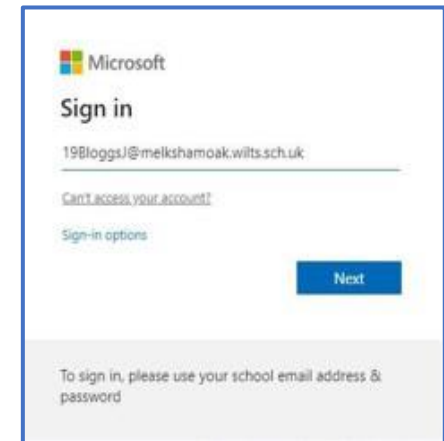 Microsoft
Sign in
19BloggsJ@melkshamoak.wilts.sch.uk
Can't access your account?
Sign-in options
Next
To sign in, please use your school email address &
password